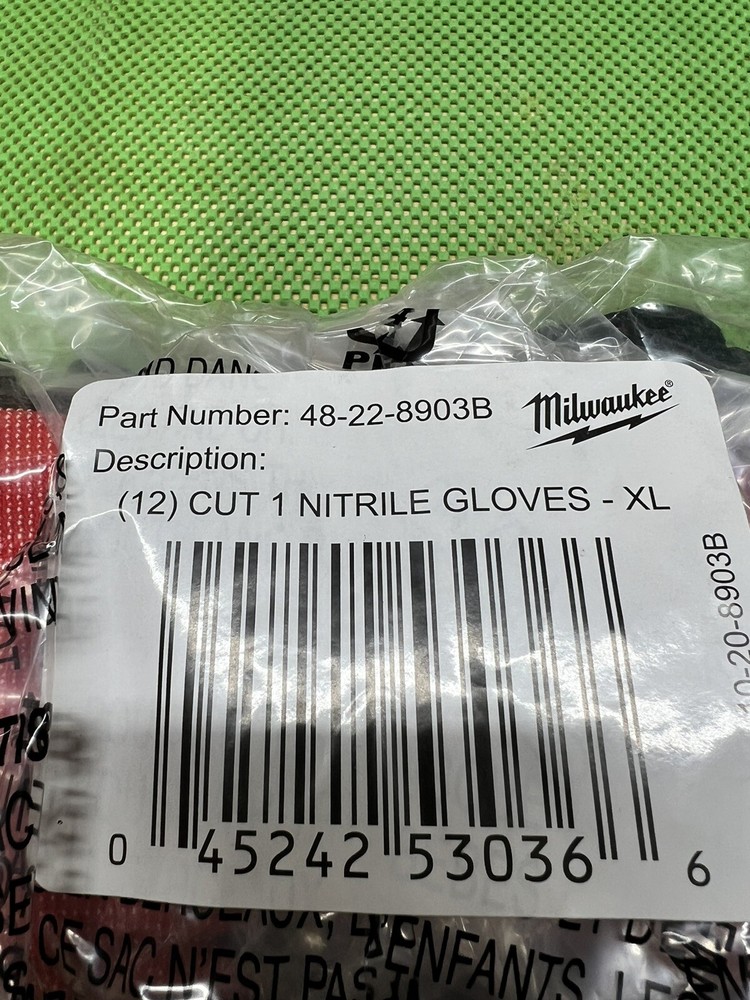 Part Number: 48-22-8903B
Milwaukee®
Description:
(12) CUT 1 NITRILE GLOVES - XL
0 45242 53036 6
CE SAC N'EST PAS
ENFANTS